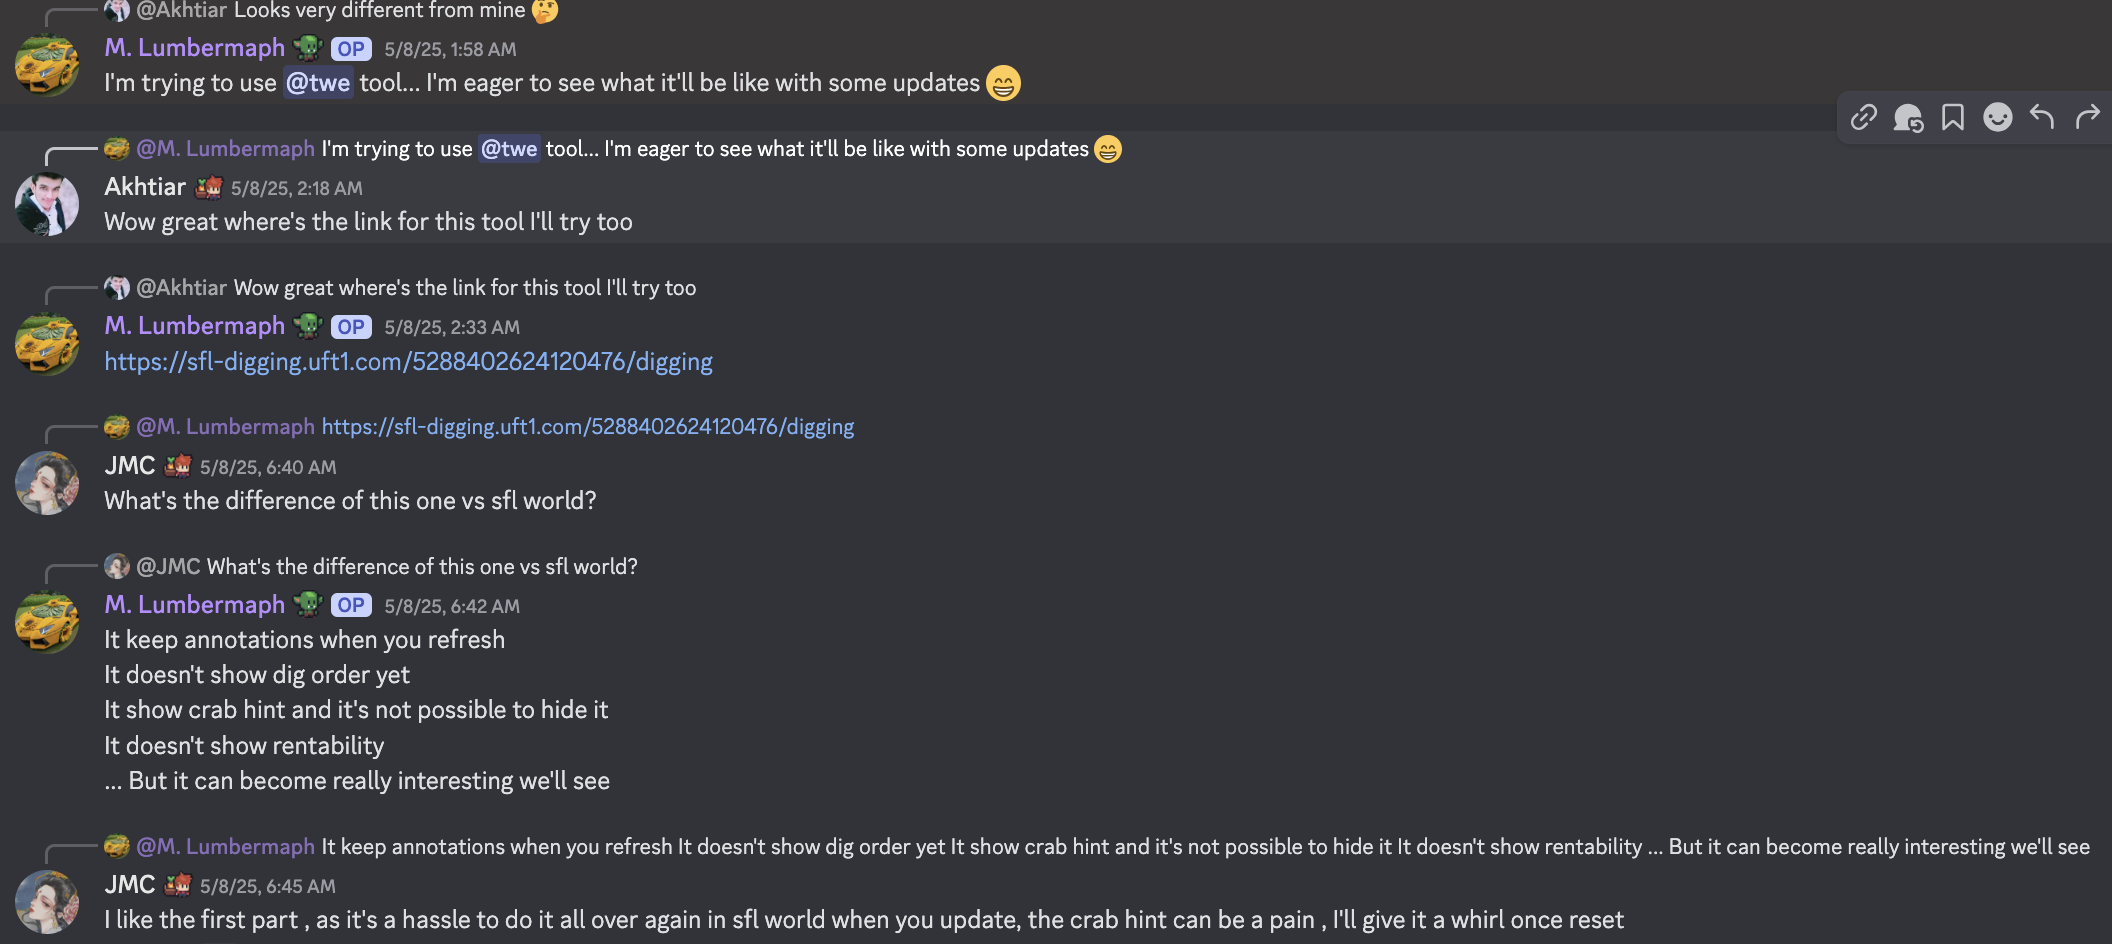 @Akhtiar Looks very different from mine 🤔
M. Lumbermaph OP 5/8/25, 1:58 AM
I'm trying to use @twe tool... I'm eager to see what it'll be like with some updates 😁
@M. Lumbermaph I'm trying to use @twe tool... I'm eager to see what it'll be like with some updates 😁
Akhtiar 5/8/25, 2:18 AM
Wow great where's the link for this tool I'll try too
@Akhtiar Wow great where's the link for this tool I'll try too
M. Lumbermaph OP 5/8/25, 2:33 AM
https://sfl-digging.uft1.com/5288402624120476/digging
@M. Lumbermaph https://sfl-digging.uft1.com/5288402624120476/digging
JMC 5/8/25, 6:40 AM
What's the difference of this one vs sfl world?
@JMC What's the difference of this one vs sfl world?
M. Lumbermaph OP 5/8/25, 6:42 AM
It keep annotations when you refresh
It doesn't show dig order yet
It show crab hint and it's not possible to hide it
It doesn't show rentability
... But it can become really interesting we'll see
@M. Lumbermaph It keep annotations when you refresh It doesn't show dig order yet It show crab hint and it's not possible to hide it It doesn't show rentability ... But it can become really interesting we'll see
JMC 5/8/25, 6:45 AM
I like the first part , as it's a hassle to do it all over again in sfl world when you update, the crab hint can be a pain , I'll give it a whirl once reset